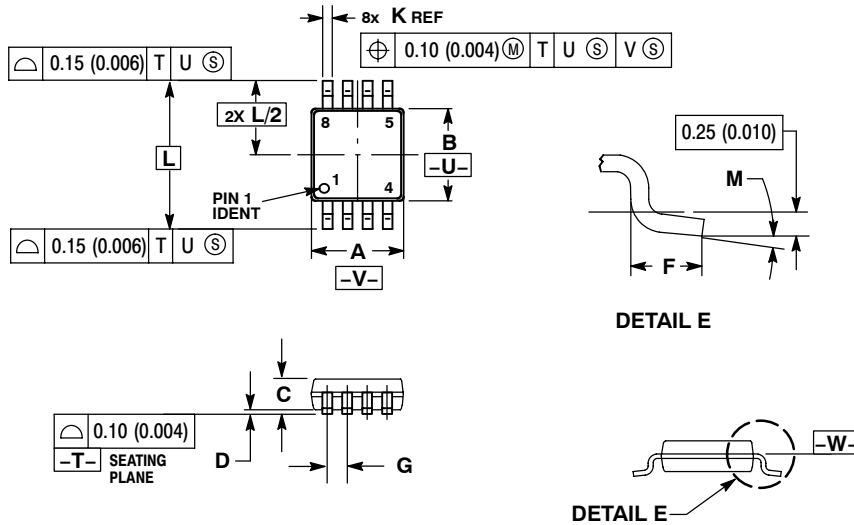 8x K REF
⌖ 0.10 (0.004) Ⓜ T U Ⓢ V Ⓢ
⌓ 0.15 (0.006) T U Ⓢ
2X L/2
8 5
B
0.25 (0.010)
L
–U–
M
PIN 1
IDENT
1 4
⌓ 0.15 (0.006) T U Ⓢ
A
–V–
F
DETAIL E
C
⌓ 0.10 (0.004)
–T– SEATING
PLANE
D
G
–W–
DETAIL E